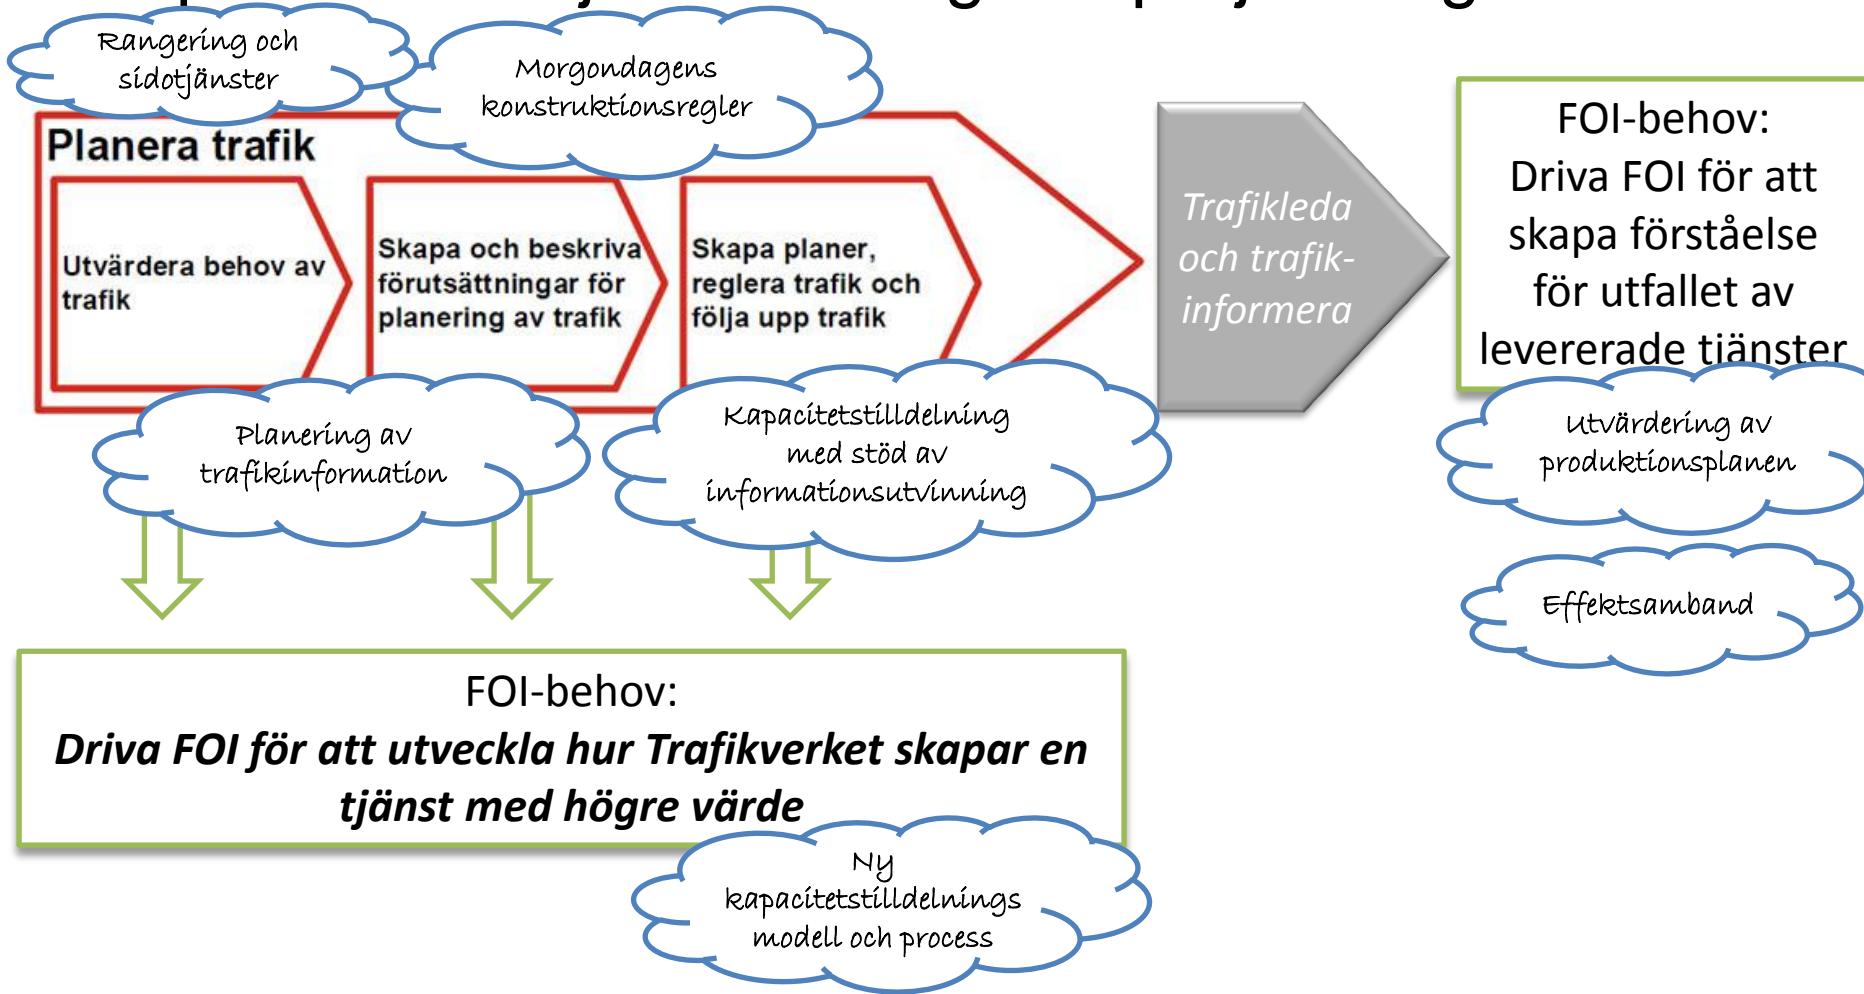 Rangering och
sidotjänster
Morgondagens
konstruktionsregler
Planera trafik
Utvärdera behov av
trafik
Skapa och beskriva
förutsättningar för
planering av trafik
Skapa planer,
reglera trafik och
följa upp trafik
Trafikleda
och trafik-
informera
FOI-behov:
Driva FOI för att
skapa förståelse
för utfallet av
levererade tjänster
Planering av
trafikinformation
Kapacitetstilldelning
med stöd av
informationsutvinning
Utvärdering av
produktionsplanen
Effektsamband
FOI-behov:
Driva FOI för att utveckla hur Trafikverket skapar en
tjänst med högre värde
Ny
kapacitetstilldelnings
modell och process